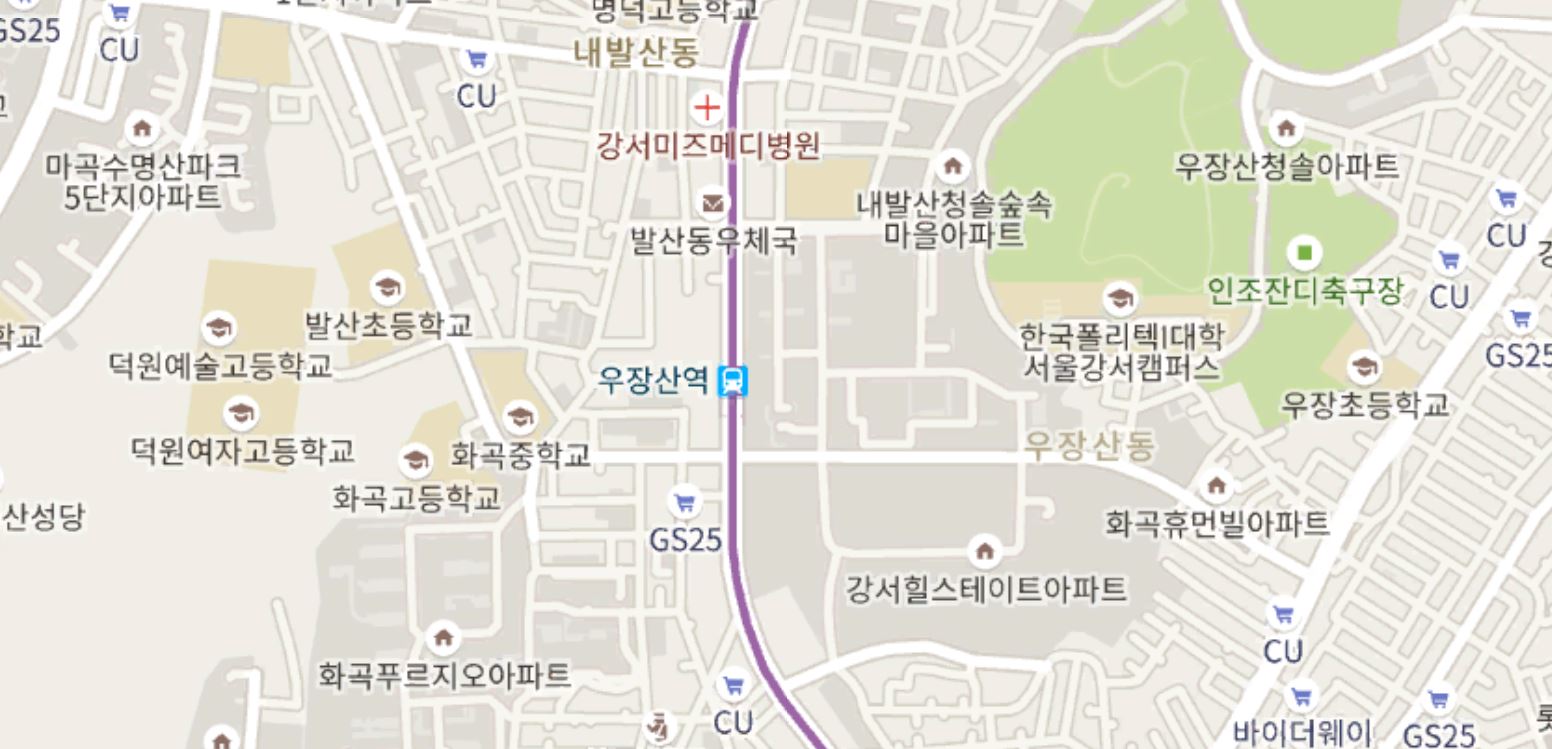 명덕고등학교
GS25
CU
내발산동
CU
강서미즈메디병원
마곡수명산파크
5단지아파트
우장산청솔아파트
내발산청솔숲속
마을아파트
CU
발산동우체국
CU
인조잔디축구장
발산초등학교
학교
덕원예술고등학교
한국폴리텍I대학
서울강서캠퍼스
GS25
우장산역
우장초등학교
덕원여자고등학교
화곡중학교
우장산동
화곡고등학교
산성당
GS25
화곡휴먼빌아파트
강서힐스테이트아파트
CU
화곡푸르지오아파트
CU
바이더웨이
GS25